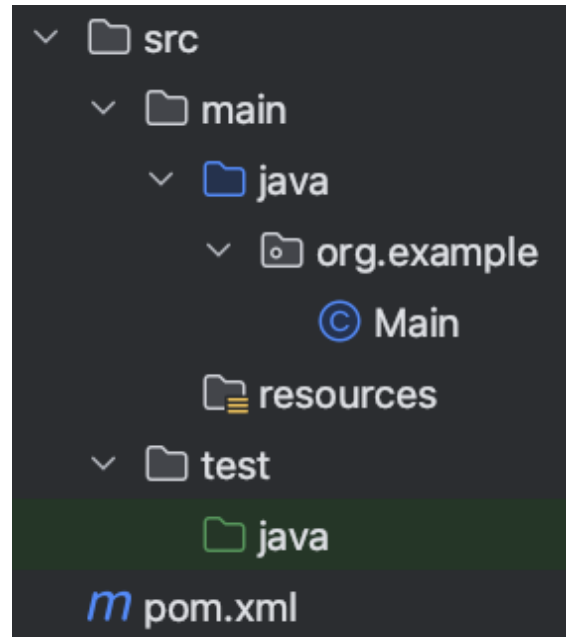 src
main
java
org.example
C Main
resources
test
java
m pom.xml